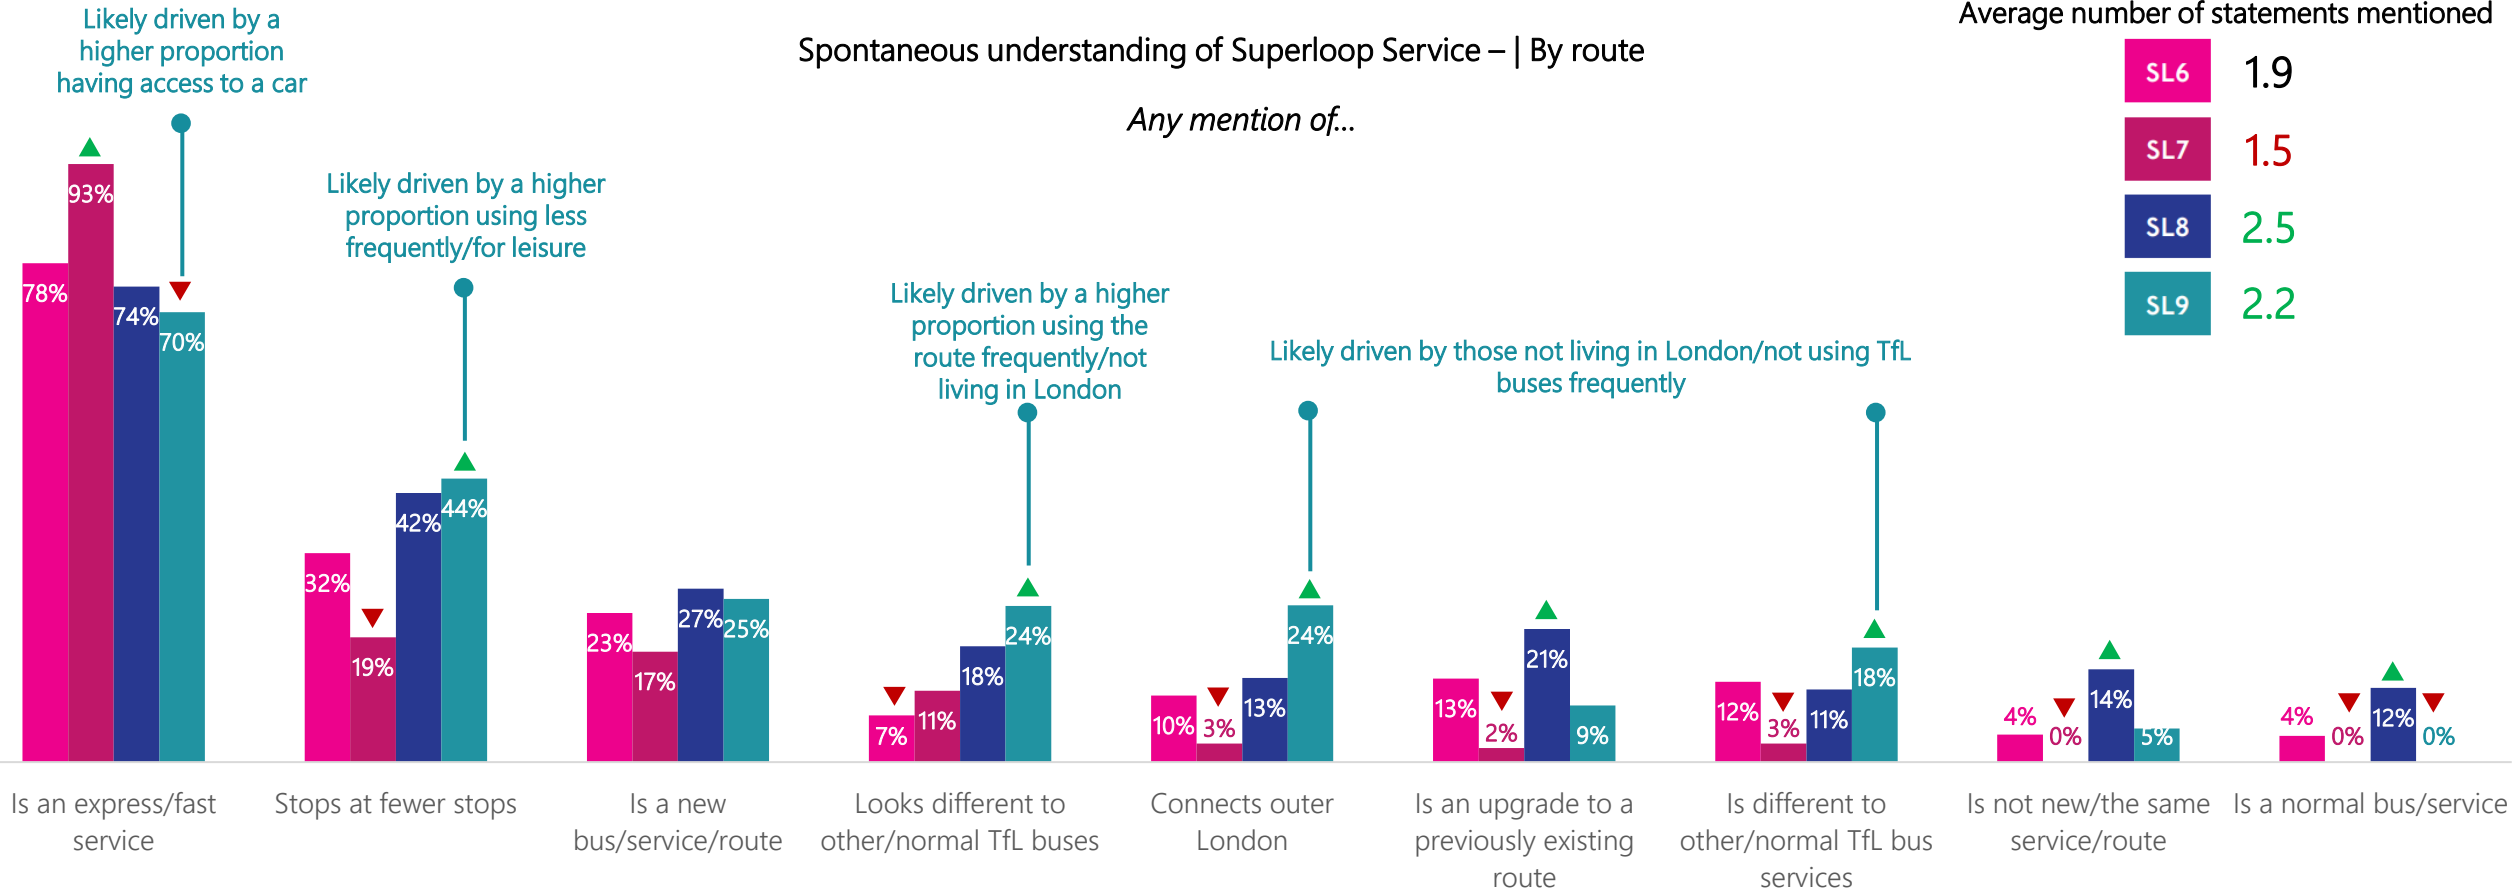 Likely driven by a
higher proportion
having access to a car
Spontaneous understanding of Superloop Service – | By route
Any mention of...
Average number of statements mentioned
SL6 1.9
SL7 1.5
SL8 2.5
SL9 2.2
Likely driven by a higher
proportion using less
frequently/for leisure
Likely driven by a higher
proportion using the
route frequently/not
living in London
Likely driven by those not living in London/not using TfL
buses frequently
78% 93% 74% 70%
32% 19% 42% 44%
23% 17% 27% 25%
7% 11% 18% 24%
10% 3% 13% 24%
13% 2% 21% 9%
12% 3% 11% 18%
4% 0% 14% 5%
4% 0% 12% 0%
Is an express/fast
service
Stops at fewer stops
Is a new
bus/service/route
Looks different to
other/normal TfL buses
Connects outer
London
Is an upgrade to a
previously existing
route
Is different to
other/normal TfL bus
services
Is not new/the same
service/route
Is a normal bus/service